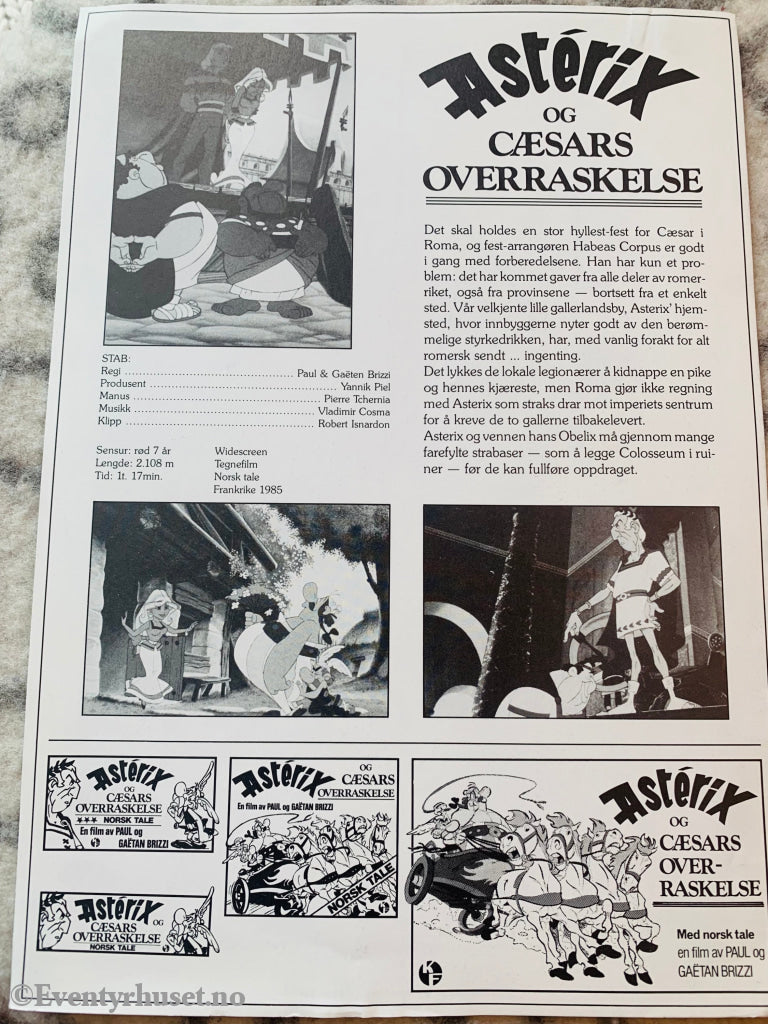 Astérix
OG
CÆSARS
OVERRASKELSE
Det skal holdes en stor hyllest-fest for Cæsar i
Roma, og fest-arrangøren Habeas Corpus er godt
i gang med forberedelsene. Han har kun et pro-
blem: det har kommet gaver fra alle deler av romer-
riket, også fra provinsene — bortsett fra et enkelt
sted. Vår velkjente lille gallerlandsby, Asterix' hjem-
sted, hvor innbyggerne nyter godt av den berøm-
melige styrkedrikken, har, med vanlig forakt for alt
romersk sendt ... ingenting.
Det lykkes de lokale legionærer å kidnappe en pike
og hennes kjæreste, men Roma gjør ikke regning
med Asterix som straks drar mot imperiets sentrum
for å kreve de to gallerne tilbakelevert.
Asterix og vennen hans Obelix må gjennom mange
farefylte strabaser — som å legge Colosseum i rui-
ner — før de kan fullføre oppdraget.
STAB:
Regi ........ Paul & Gaëten Brizzi
Produsent ........ Yannik Piel
Manus ........ Pierre Tchernia
Musikk ........ Vladimir Cosma
Klipp ........ Robert Isnardon
Sensur: rød 7 år
Lengde: 2.108 m
Tid: 1t. 17min.
Widescreen
Tegnefilm
Norsk tale
Frankrike 1985
Astérix
OG
CÆSARS
OVERRASKELSE
★★★ NORSK TALE
En film av PAUL og
GAËTAN BRIZZI
Astérix
OG
CÆSARS
OVERRASKELSE
NORSK TALE
Astérix
OG
CÆSARS
OVERRASKELSE
En film av PAUL og GAËTAN BRIZZI
NORSK TALE
Astérix
OG
CÆSARS
OVER-
RASKELSE
Med norsk tale
en film av PAUL og
GAËTAN BRIZZI
KF
©Eventyrhuset.no